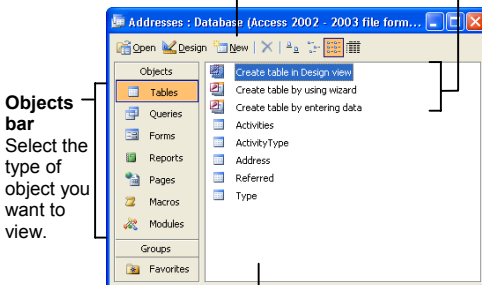 Addresses : Database (Access 2002 - 2003 file form...
Open Design New
Objects
Tables
Queries
Forms
Reports
Pages
Macros
Modules
Groups
Favorites
Create table in Design view
Create table by using wizard
Create table by entering data
Activities
ActivityType
Address
Referred
Type
Objects
bar
Select the
type of
object you
want to
view.